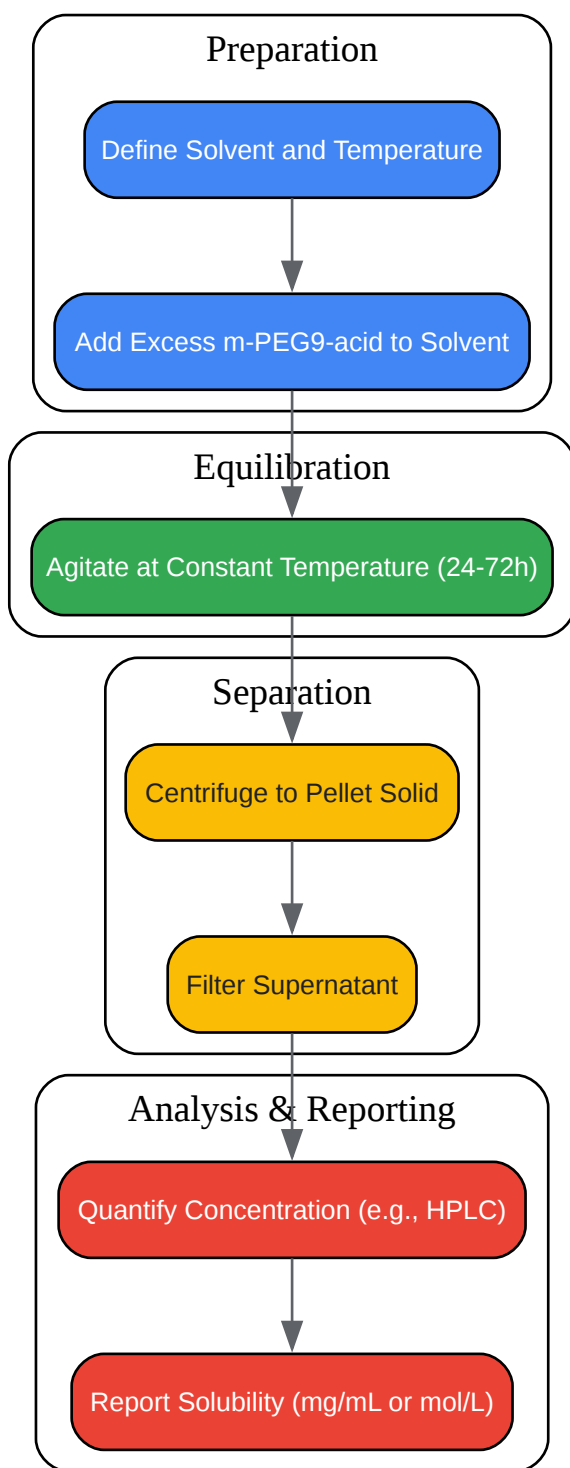 Preparation
Define Solvent and Temperature
Add Excess m-PEG9-acid to Solvent
Equilibration
Agitate at Constant Temperature (24-72h)
Separation
Centrifuge to Pellet Solid
Filter Supernatant
Analysis & Reporting
Quantify Concentration (e.g., HPLC)
Report Solubility (mg/mL or mol/L)